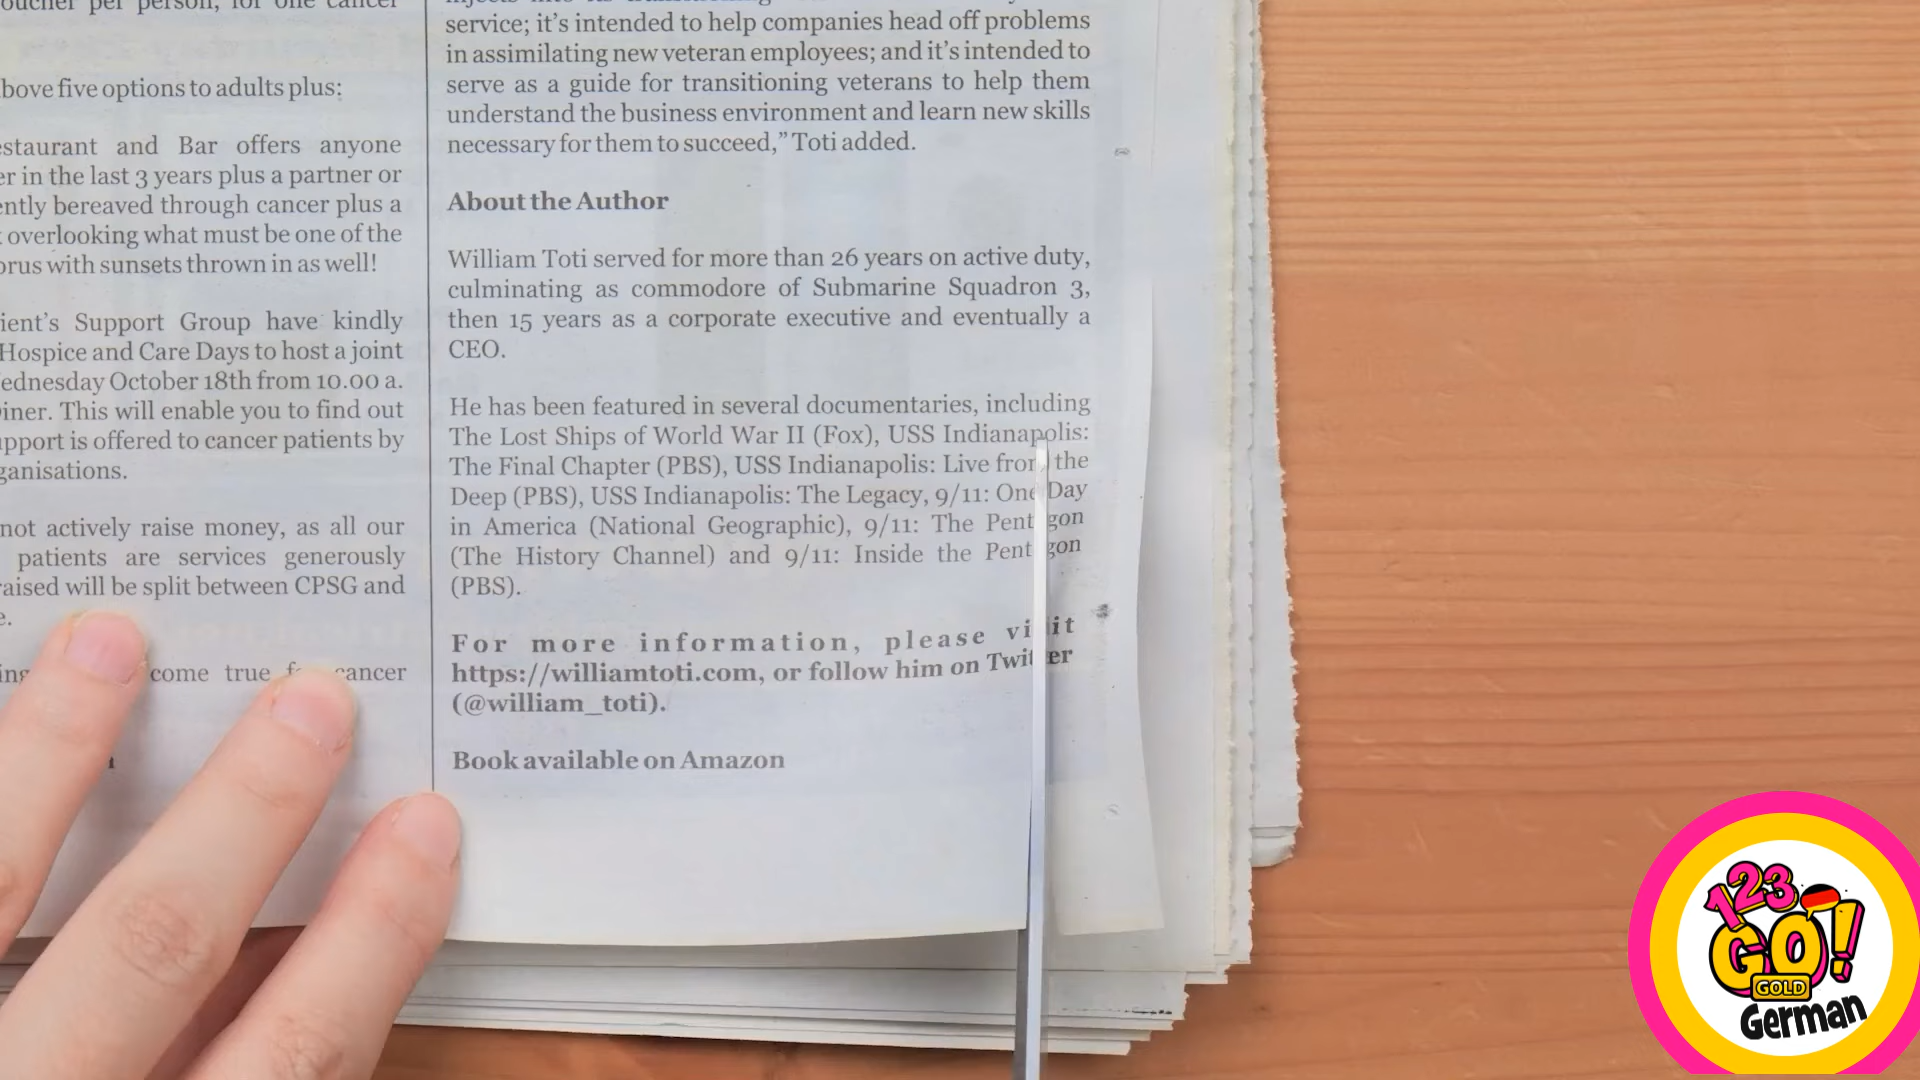 voucher per person, for one cancer
above five options to adults plus:
Restaurant and Bar offers anyone
er in the last 3 years plus a partner or
ently bereaved through cancer plus a
overlooking what must be one of the
orus with sunsets thrown in as well!
ient's Support Group have kindly
Hospice and Care Days to host a joint
Wednesday October 18th from 10.00 a.
Diner. This will enable you to find out
upport is offered to cancer patients by
ganisations.
not actively raise money, as all our
patients are services generously
raised will be split between CPSG and
e.
come true cancer
service; it's intended to help companies head off problems
in assimilating new veteran employees; and it's intended to
serve as a guide for transitioning veterans to help them
understand the business environment and learn new skills
necessary for them to succeed," Toti added.
About the Author
William Toti served for more than 26 years on active duty,
culminating as commodore of Submarine Squadron 3,
then 15 years as a corporate executive and eventually a
CEO.
He has been featured in several documentaries, including
The Lost Ships of World War II (Fox), USS Indianapolis:
The Final Chapter (PBS), USS Indianapolis: Live from the
Deep (PBS), USS Indianapolis: The Legacy, 9/11: One Day
in America (National Geographic), 9/11: The Pentagon
(The History Channel) and 9/11: Inside the Pentagon
(PBS).
For more information, please visit
https://williamtoti.com, or follow him on Twitter
(@william_toti).
Book available on Amazon
123
GO!
GOLD
German